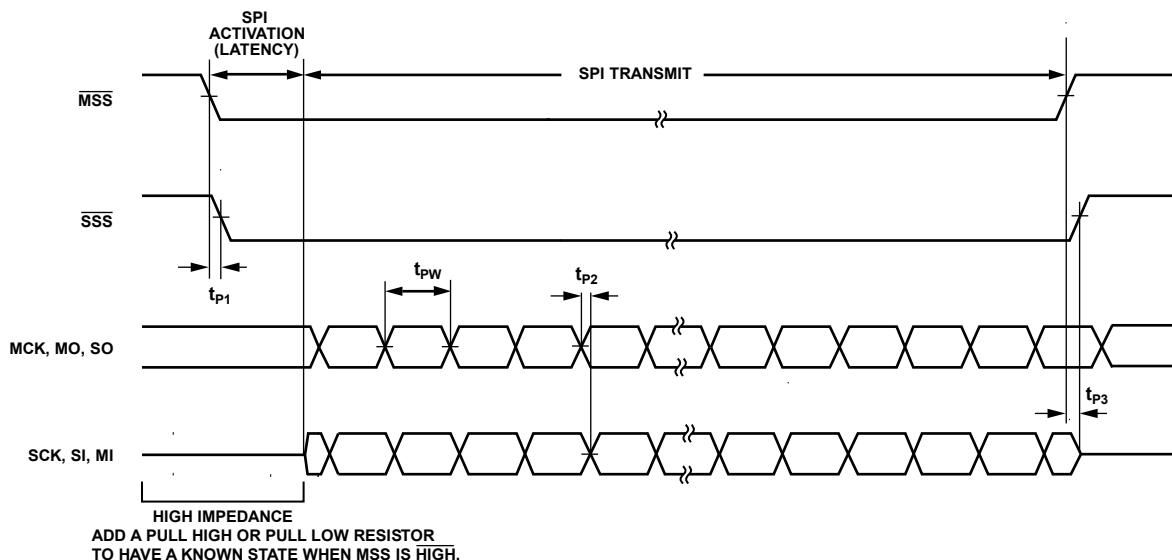 SPI
ACTIVATION
(LATENCY)
SPI TRANSMIT
MSS
SSS
tP1
tPW
tP2
MCK, MO, SO
tP3
SCK, SI, MI
HIGH IMPEDANCE
ADD A PULL HIGH OR PULL LOW RESISTOR
TO HAVE A KNOWN STATE WHEN MSS IS HIGH.